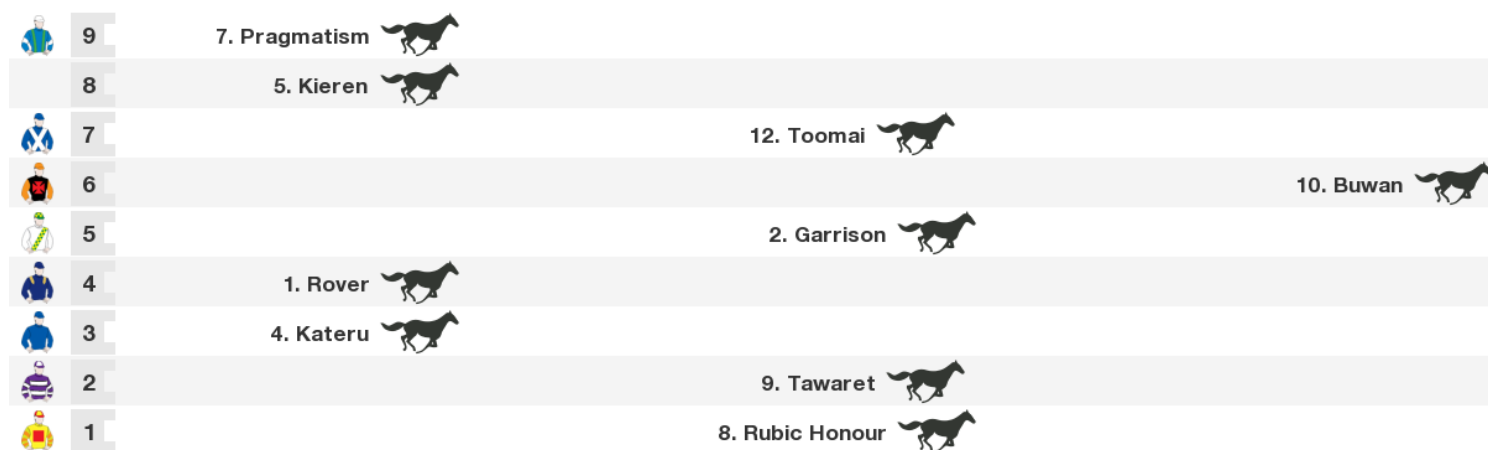 9 7. Pragmatism
8 5. Kieren
7 12. Toomai
6 10. Buwan
5 2. Garrison
4 1. Rover
3 4. Kateru
2 9. Tawaret
1 8. Rubic Honour